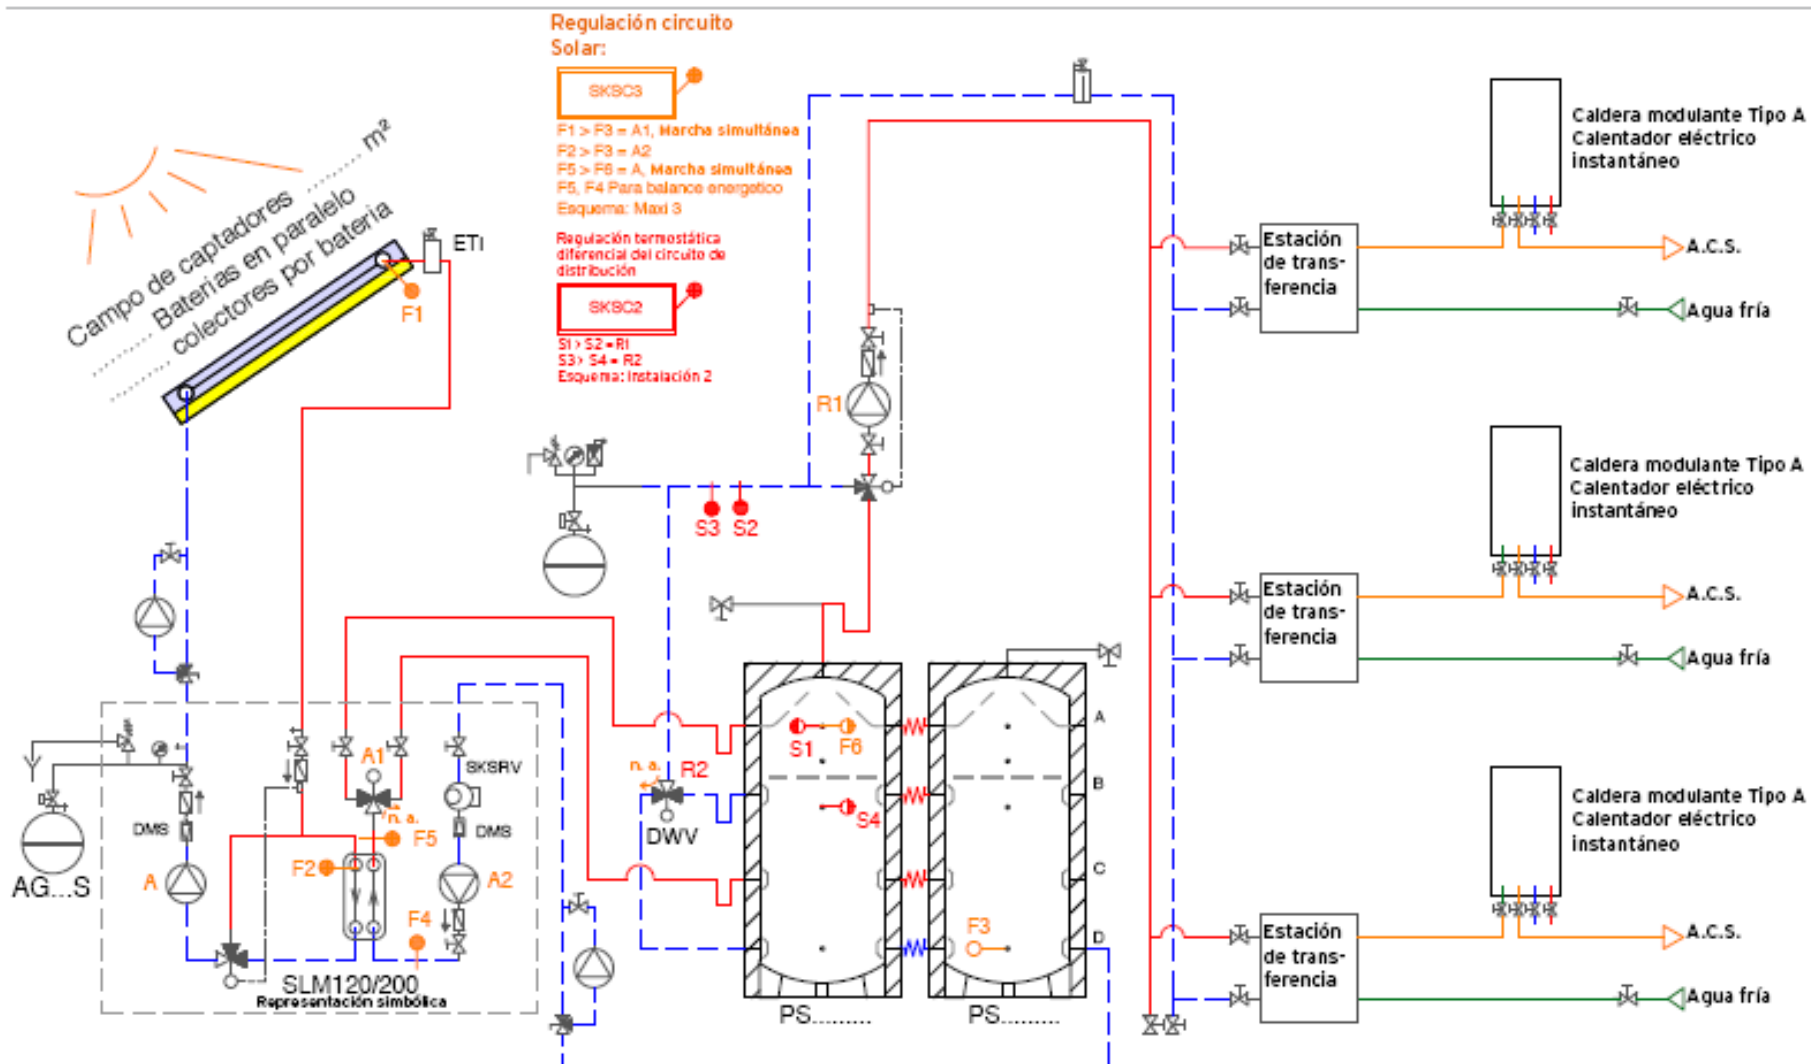 Regulación circuito
Solar:
SKSC3
F1 > F3 = A1, Marcha simultánea
F2 > F3 = A2
F5 > F6 = A, Marcha simultánea
F5, F4 Para balance energetico
Esquema: Maxi 3
Regulación termostática
diferencial del circuito de
distribución
SKSC2
S1 > S2 = R1
S3 > S4 = R2
Esquema: Instalación 2
Campo de captadores ........ m²
........ Baterías en paralelo
........ colectores por batería
ETI
F1
R1
S3
S2
Caldera modulante Tipo A
Calentador eléctrico
instantáneo
Estación
de trans-
ferencia
A.C.S.
Agua fría
Caldera modulante Tipo A
Calentador eléctrico
instantáneo
Estación
de trans-
ferencia
A.C.S.
Agua fría
Caldera modulante Tipo A
Calentador eléctrico
instantáneo
Estación
de trans-
ferencia
A.C.S.
Agua fría
A1
SKSRV
n. a.
R2
DWV
S1
F6
S4
F3
A
B
C
D
DMS
n. a.
F5
DMS
F2
A
A2
F4
AG...S
SLM120/200
Representación simbólica
PS.........
PS.........